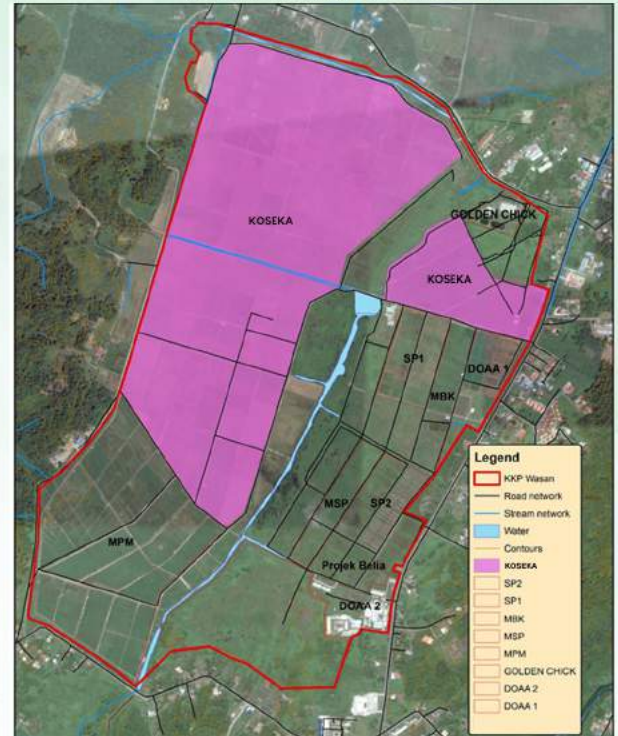 KOSEKA
GOLDEN CHICK
KOSEKA
SP1
DOAA 1
MBK
MSP
SP2
MPM
Projek Belia
DOAA 2
Legend
KKP Wasan
Road network
Stream network
Water
Contours
KOSEKA
SP2
SP1
MBK
MSP
MPM
GOLDEN CHICK
DOAA 2
DOAA 1